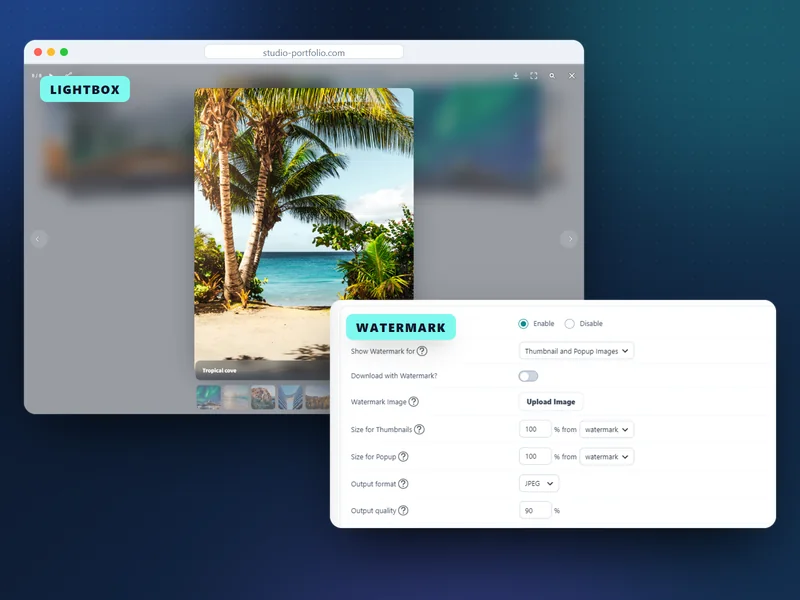 studio-portfolio.com
LIGHTBOX
Tropical cove
WATERMARK
Enable Disable
Show Watermark for ? Thumbnail and Popup Images
Download with Watermark?
Watermark Image ? Upload Image
Size for Thumbnails ? 100 % from watermark
Size for Popup ? 100 % from watermark
Output format ? JPEG
Output quality ? 90 %